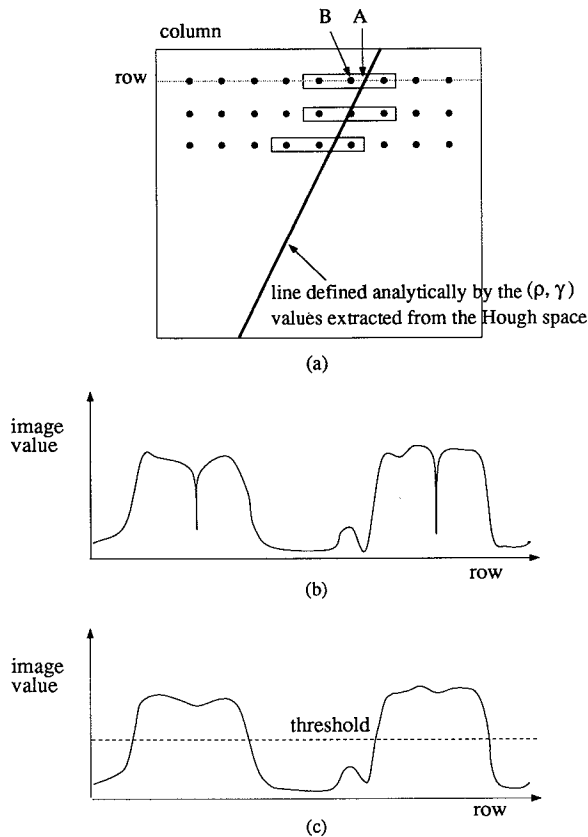 B A
column
row
line defined analytically by the (ρ, γ)
values extracted from the Hough space
(a)
image
value
row
(b)
image
value
threshold
row
(c)